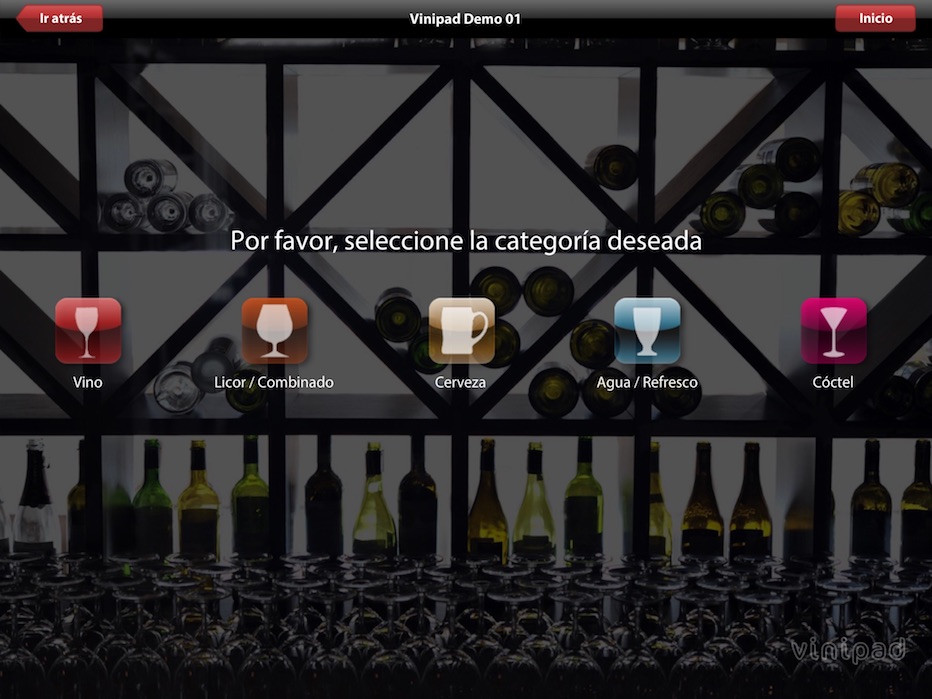 Ir atrás
Vinipad Demo 01
Inicio
Por favor, seleccione la categoría deseada
Vino
Licor / Combinado
Cerveza
Agua / Refresco
Cóctel
vinipad